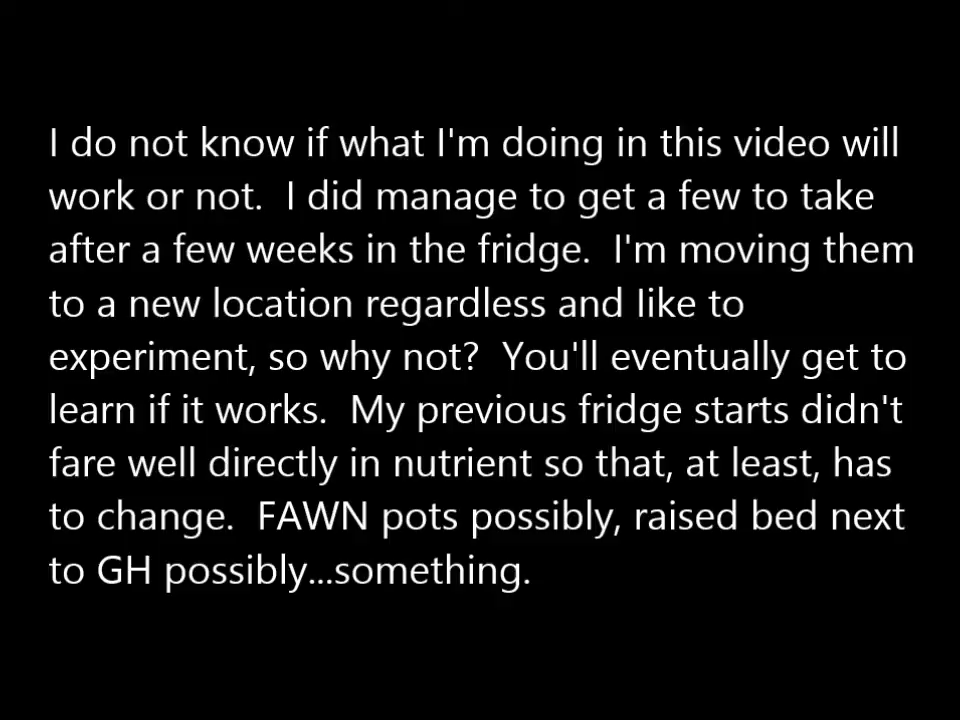 I do not know if what I'm doing in this video will
work or not.  I did manage to get a few to take
after a few weeks in the fridge.  I'm moving them
to a new location regardless and like to
experiment, so why not?  You'll eventually get to
learn if it works.  My previous fridge starts didn't
fare well directly in nutrient so that, at least, has
to change.  FAWN pots possibly, raised bed next
to GH possibly...something.